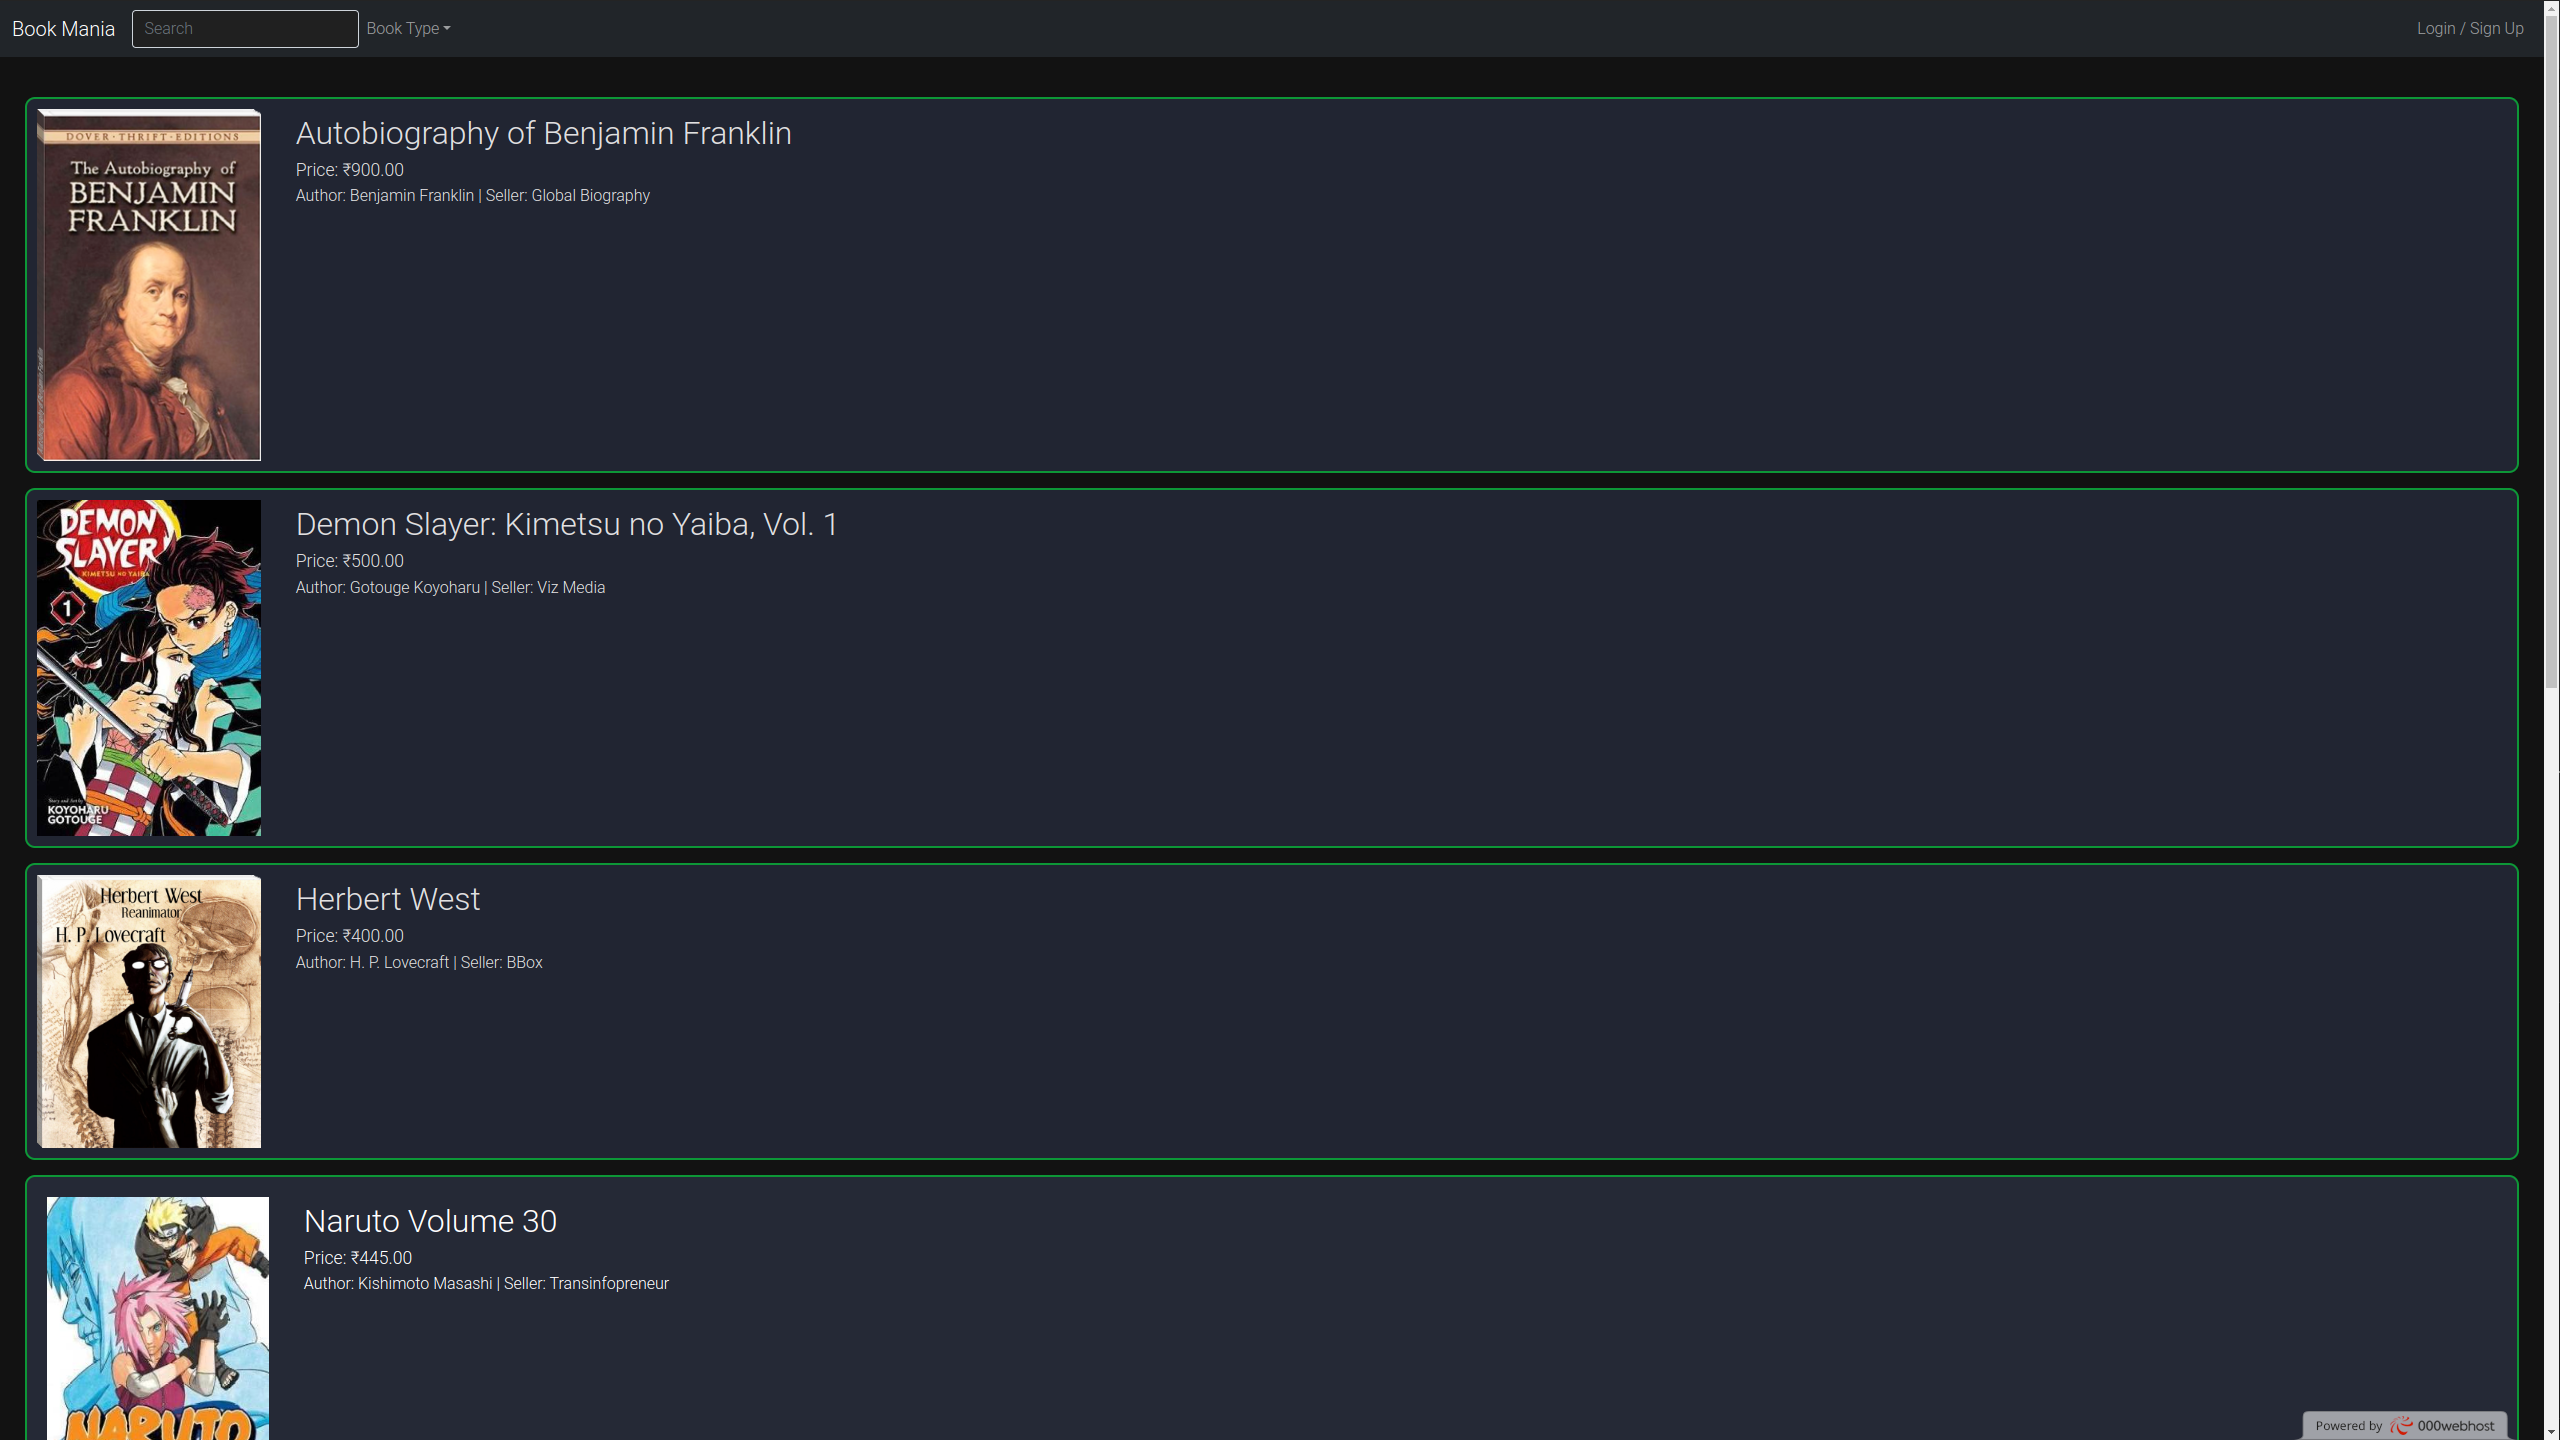 Book Mania
Search
Book Type
Login / Sign Up
DOVER · THRIFT · EDITIONS
The Autobiography of
BENJAMIN
FRANKLIN
Autobiography of Benjamin Franklin
Price: ₹900.00
Author: Benjamin Franklin | Seller: Global Biography
DEMON
SLAYER
KIMETSU NO YAIBA
1
Story and Art by
KOYOHARU
GOTOUGE
Demon Slayer: Kimetsu no Yaiba, Vol. 1
Price: ₹500.00
Author: Gotouge Koyoharu | Seller: Viz Media
Herbert West
Reanimator
H. P. Lovecraft
Herbert West
Price: ₹400.00
Author: H. P. Lovecraft | Seller: BBox
NARUTO
Naruto Volume 30
Price: ₹445.00
Author: Kishimoto Masashi | Seller: Transinfopreneur
Powered by 000webhost